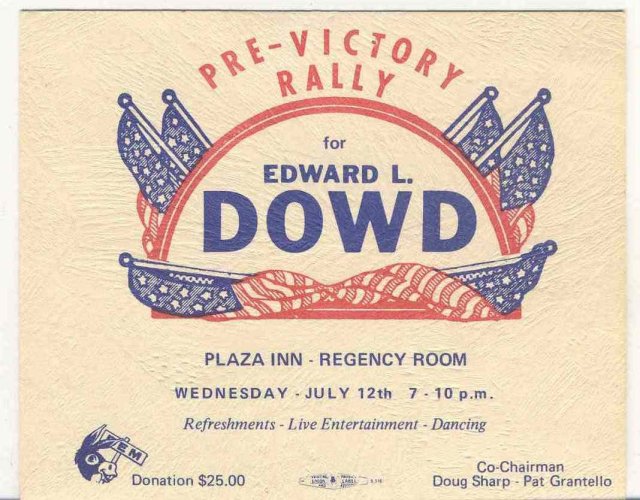 PRE-VICTORY
RALLY
for
EDWARD L.
DOWD
PLAZA INN - REGENCY ROOM
WEDNESDAY - JULY 12th 7 - 10 p.m.
Refreshments - Live Entertainment - Dancing
DEM
Donation $25.00
Co-Chairman
Doug Sharp - Pat Grantello